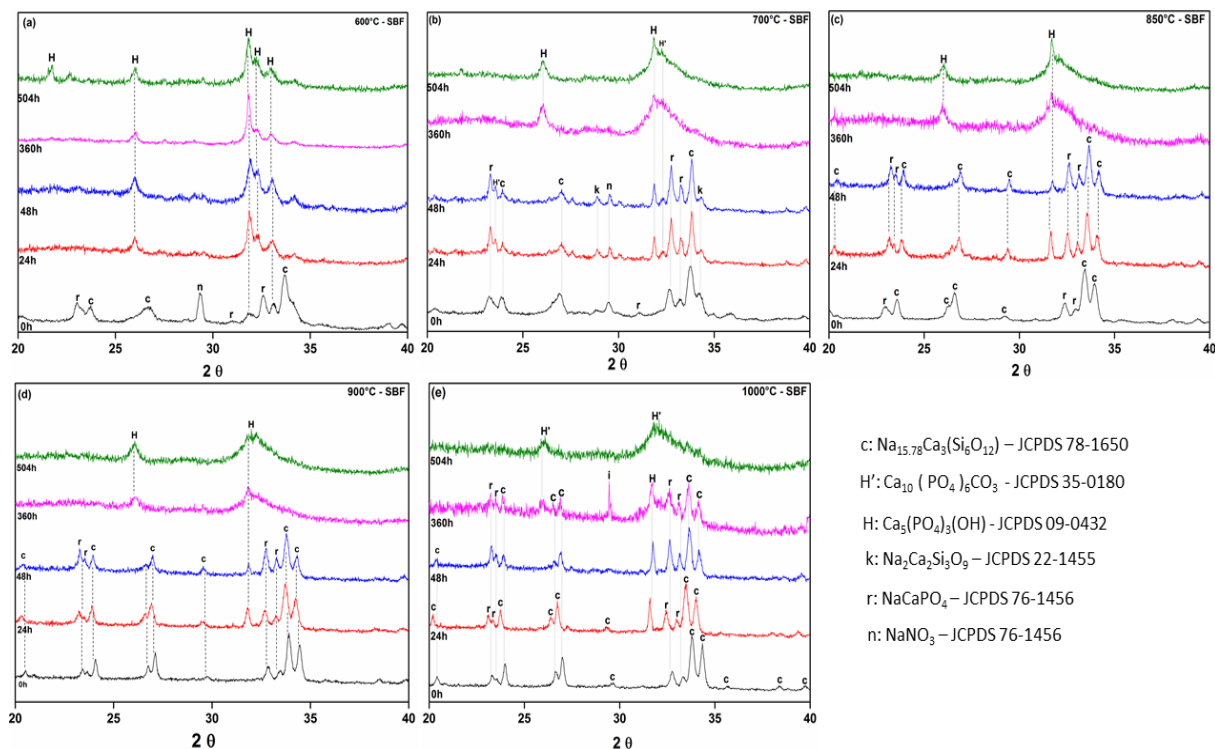 (a)
600°C - SBF
H
H
H
H
H
504h
360h
48h
24h
r
c
c
n
r
r
c
0h
20
25
30
35
40
2 θ
(b)
700°C - SBF
H
H
H'
504h
360h
r
H'
c
c
k
n
r
r
c
k
48h
24h
r
0h
20
25
30
35
40
2 θ
(c)
850°C - SBF
H
H
504h
360h
c
r
r
c
c
c
r
r
c
c
48h
24h
r
c
c
c
c
r
r
c
c
0h
20
25
30
35
40
2 θ
(d)
900°C - SBF
H
H
504h
360h
c
r
r
c
c
c
c
r
r
c
c
48h
24h
0h
20
25
30
35
40
2 θ
(e)
1000°C - SBF
H'
H'
504h
r
r
c
c
c
i
H
r
r
c
c
360h
c
48h
c
r
r
c
c
c
c
r
r
c
c
24h
c
c
c
c
c
0h
20
25
30
35
40
2 θ
c: Na15.78Ca3(Si6O12) – JCPDS 78-1650
H': Ca10 ( PO4 )6CO3 - JCPDS 35-0180
H: Ca5(PO4)3(OH) - JCPDS 09-0432
k: Na2Ca2Si3O9 – JCPDS 22-1455
r: NaCaPO4 – JCPDS 76-1456
n: NaNO3 – JCPDS 76-1456